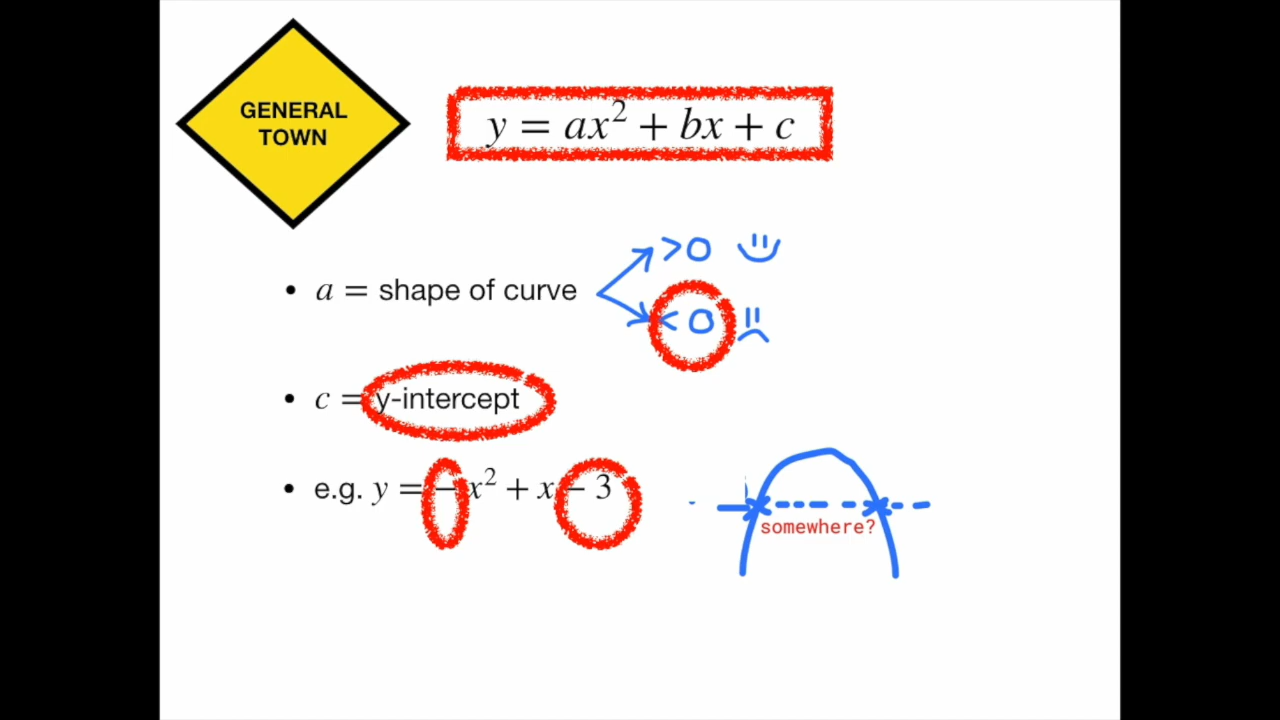 GENERAL
TOWN
y = ax² + bx + c
• a = shape of curve
>0
<0
• c = y-intercept
• e.g. y = −x² + x − 3
somewhere?